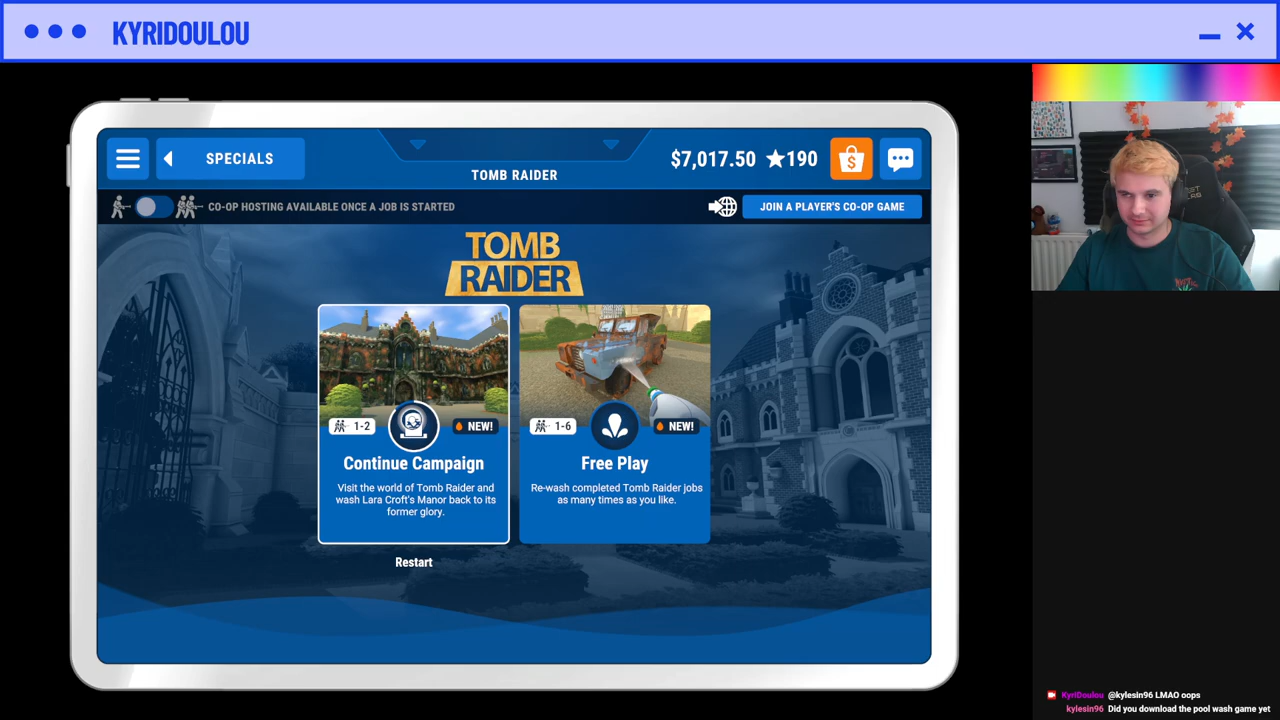 KYRIDOULOU
SPECIALS
TOMB RAIDER
$7,017.50 ★190
CO-OP HOSTING AVAILABLE ONCE A JOB IS STARTED
JOIN A PLAYER'S CO-OP GAME
TOMB
RAIDER
1-2
NEW!
Continue Campaign
Visit the world of Tomb Raider and
wash Lara Croft's Manor back to its
former glory.
1-6
NEW!
Free Play
Re-wash completed Tomb Raider jobs
as many times as you like.
Restart
KyriDoulou @kylesin96 LMAO oops
kylesin96 Did you download the pool wash game yet